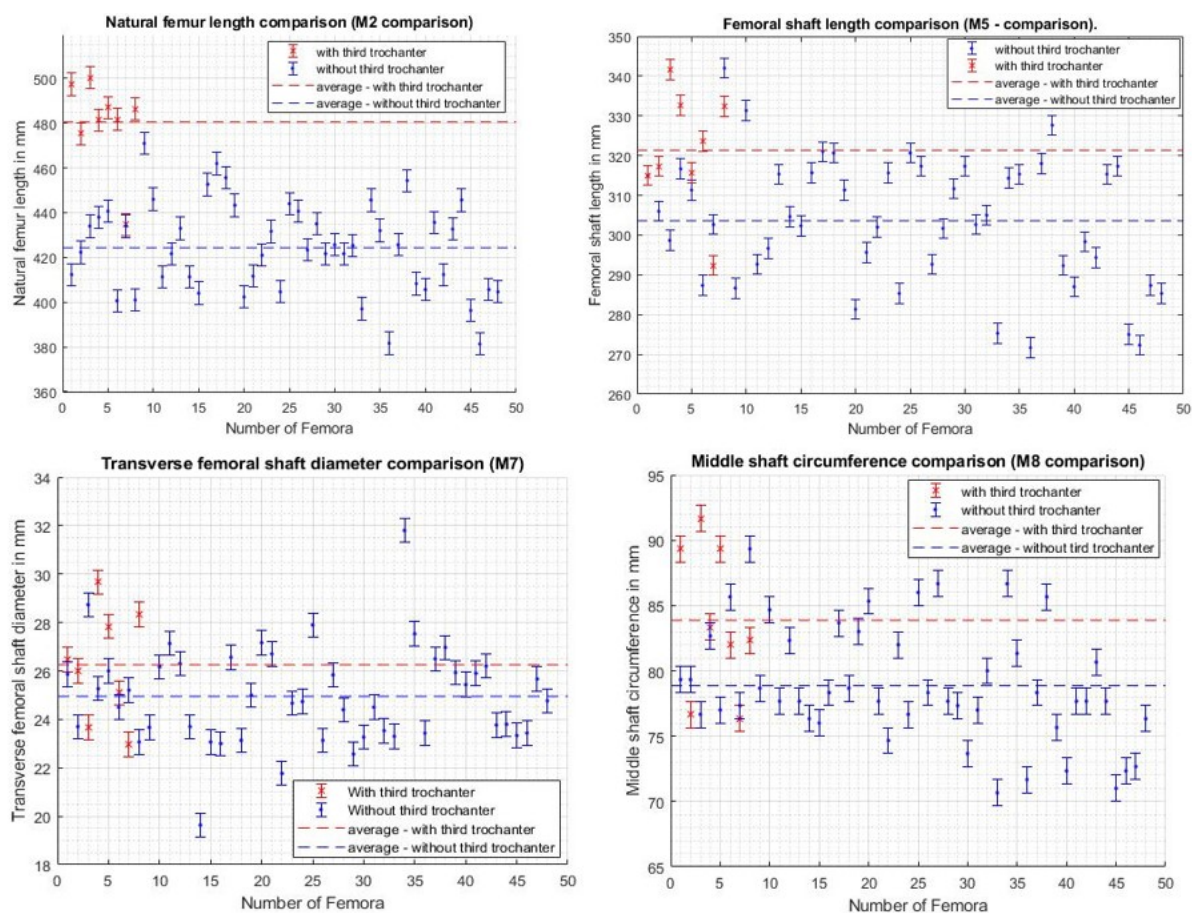 Natural femur length comparison (M2 comparison)
with third trochanter
without third trochanter
average - with third trochanter
average - without third trochanter
Natural femur length in mm
500
480
460
440
420
400
380
360
0 5 10 15 20 25 30 35 40 45 50
Number of Femora
Femoral shaft length comparison (M5 - comparison).
without third trochanter
with third trochanter
average - with third trochanter
average - without third trochanter
Femoral shaft length in mm
350
340
330
320
310
300
290
280
270
260
0 5 10 15 20 25 30 35 40 45 50
Number of Femora
Transverse femoral shaft diameter comparison (M7)
With third trochanter
Without third trochanter
average - with third trochanter
average - without third trochanter
Transverse femoral shaft diameter in mm
34
32
30
28
26
24
22
20
18
0 5 10 15 20 25 30 35 40 45 50
Number of Femora
Middle shaft circumference comparison (M8 comparison)
with third trochanter
without third trochanter
average - with third trochanter
average - without tird trochanter
Middle shaft circumference in mm
95
90
85
80
75
70
65
0 5 10 15 20 25 30 35 40 45 50
Number of Femora